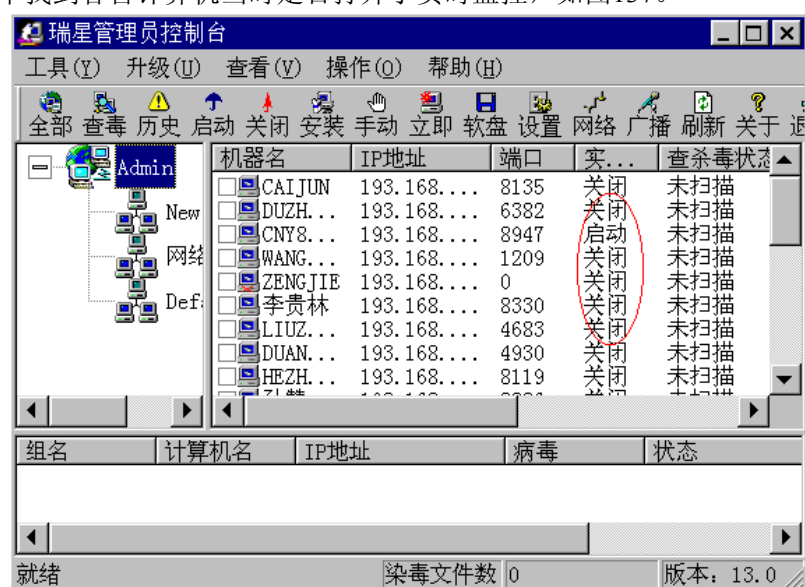 瑞星管理员控制台
工具(Y) 升级(U) 查看(V) 操作(O) 帮助(H)
全部 查毒 历史 启动 关闭 安装 手动 立即 软盘 设置 网络 广播 刷新 关于
Admin
New
网络
Def
机器名 IP地址 端口 实... 查杀毒状态
CAIJUN 193.168.... 8135 关闭 未扫描
DUZH... 193.168.... 6382 关闭 未扫描
CNY8... 193.168.... 8947 启动 未扫描
WANG... 193.168.... 1209 关闭 未扫描
ZENGJIE 193.168.... 0 关闭 未扫描
李贵林 193.168.... 8330 关闭 未扫描
LIUZ... 193.168.... 4683 关闭 未扫描
DUAN... 193.168.... 4930 关闭 未扫描
HEZH... 193.168.... 8119 关闭 未扫描
组名 计算机名 IP地址 病毒 状态
就绪 染毒文件数 0 版本: 13.0